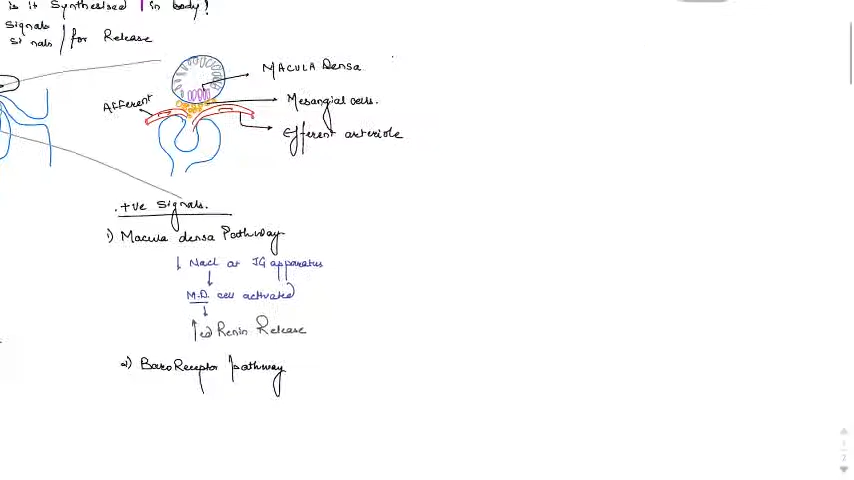 is it Synthesised in body?
Signals
Signals / for Release
MACULA Densa
Afferent
Mesangial cells.
Efferent arteriole
+ve Signals.
1) Macula densa Pathway
↓ Nacl at JG apparatus
↓
M.D. cell activated
↓
↑ed Renin Release
2) BaroReceptor pathway